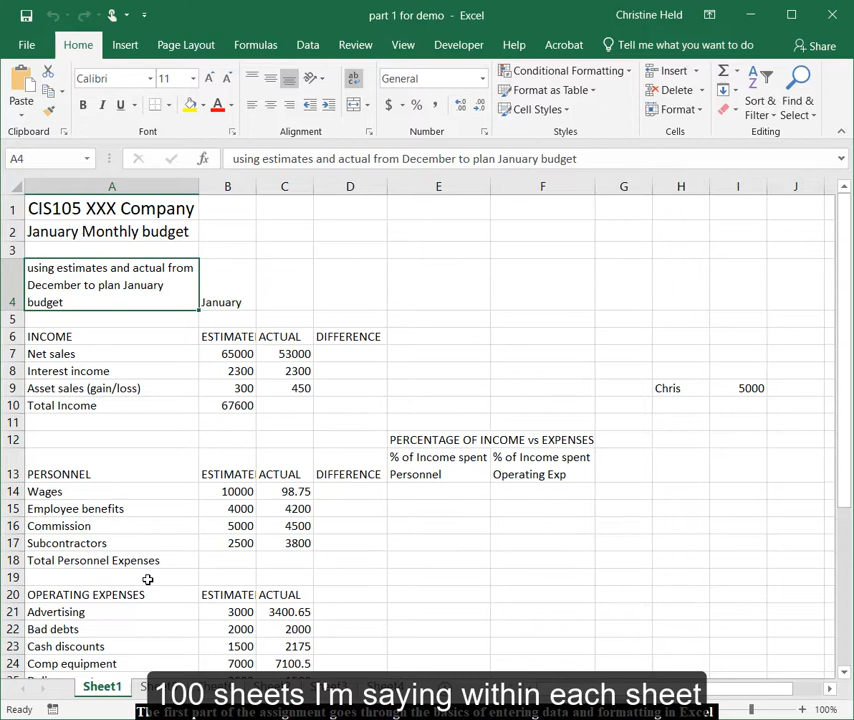 part 1 for demo - Excel
Christine Held
File Home Insert Page Layout Formulas Data Review View Developer Help Acrobat Tell me what you want to do Share
Calibri 11
General
Conditional Formatting
Format as Table
Cell Styles
Insert
Delete
Format
Paste
B I U
$ % ,
Sort & Filter
Find & Select
Clipboard Font Alignment Number Styles Cells Editing
A4 fx using estimates and actual from December to plan January budget
A B C D E F G H I J
1 CIS105 XXX Company
2 January Monthly budget
3
using estimates and actual from
December to plan January
4 budget January
5
6 INCOME ESTIMATE ACTUAL DIFFERENCE
7 Net sales 65000 53000
8 Interest income 2300 2300
9 Asset sales (gain/loss) 300 450 Chris 5000
10 Total Income 67600
11
12 PERCENTAGE OF INCOME vs EXPENSES
% of Income spent % of Income spent
13 PERSONNEL ESTIMATE ACTUAL DIFFERENCE Personnel Operating Exp
14 Wages 10000 98.75
15 Employee benefits 4000 4200
16 Commission 5000 4500
17 Subcontractors 2500 3800
18 Total Personnel Expenses
19
20 OPERATING EXPENSES ESTIMATE ACTUAL
21 Advertising 3000 3400.65
22 Bad debts 2000 2000
23 Cash discounts 1500 2175
24 Comp equipment 7000 7100.5
Sheet1
100 sheets I'm saying within each sheet
Ready 100%
The first part of the assignment goes through the basics of entering data and formatting in Excel